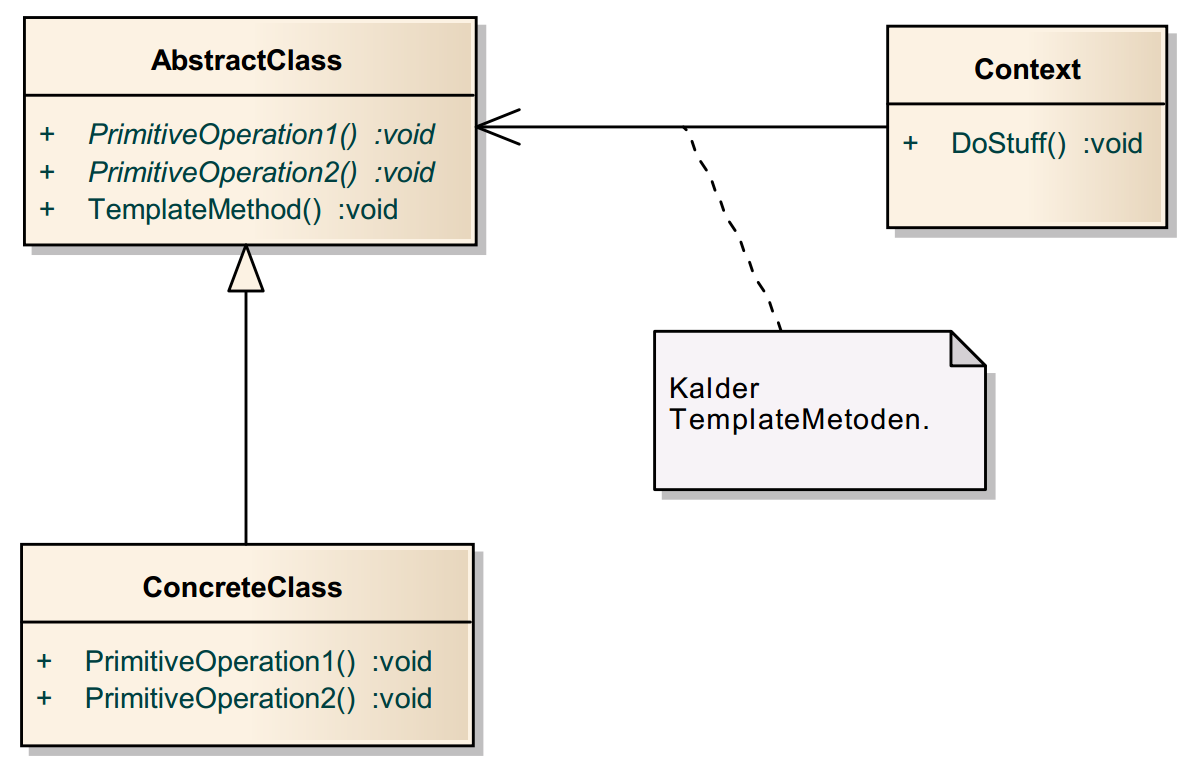 AbstractClass
+ PrimitiveOperation1() :void
+ PrimitiveOperation2() :void
+ TemplateMethod() :void
Context
+ DoStuff() :void
Kalder
TemplateMetoden.
ConcreteClass
+ PrimitiveOperation1() :void
+ PrimitiveOperation2() :void